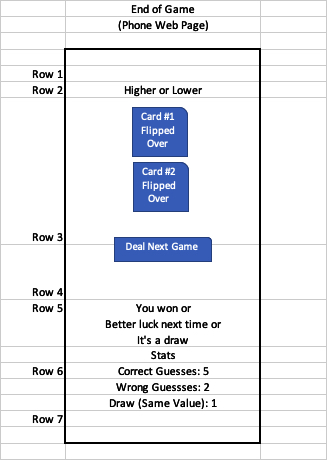 End of Game
(Phone Web Page)
Row 1
Row 2 Higher or Lower
Card #1
Flipped
Over
Card #2
Flipped
Over
Row 3
Deal Next Game
Row 4
Row 5 You won or
Better luck next time or
It's a draw
Stats
Row 6 Correct Guesses: 5
Wrong Guessses: 2
Draw (Same Value): 1
Row 7